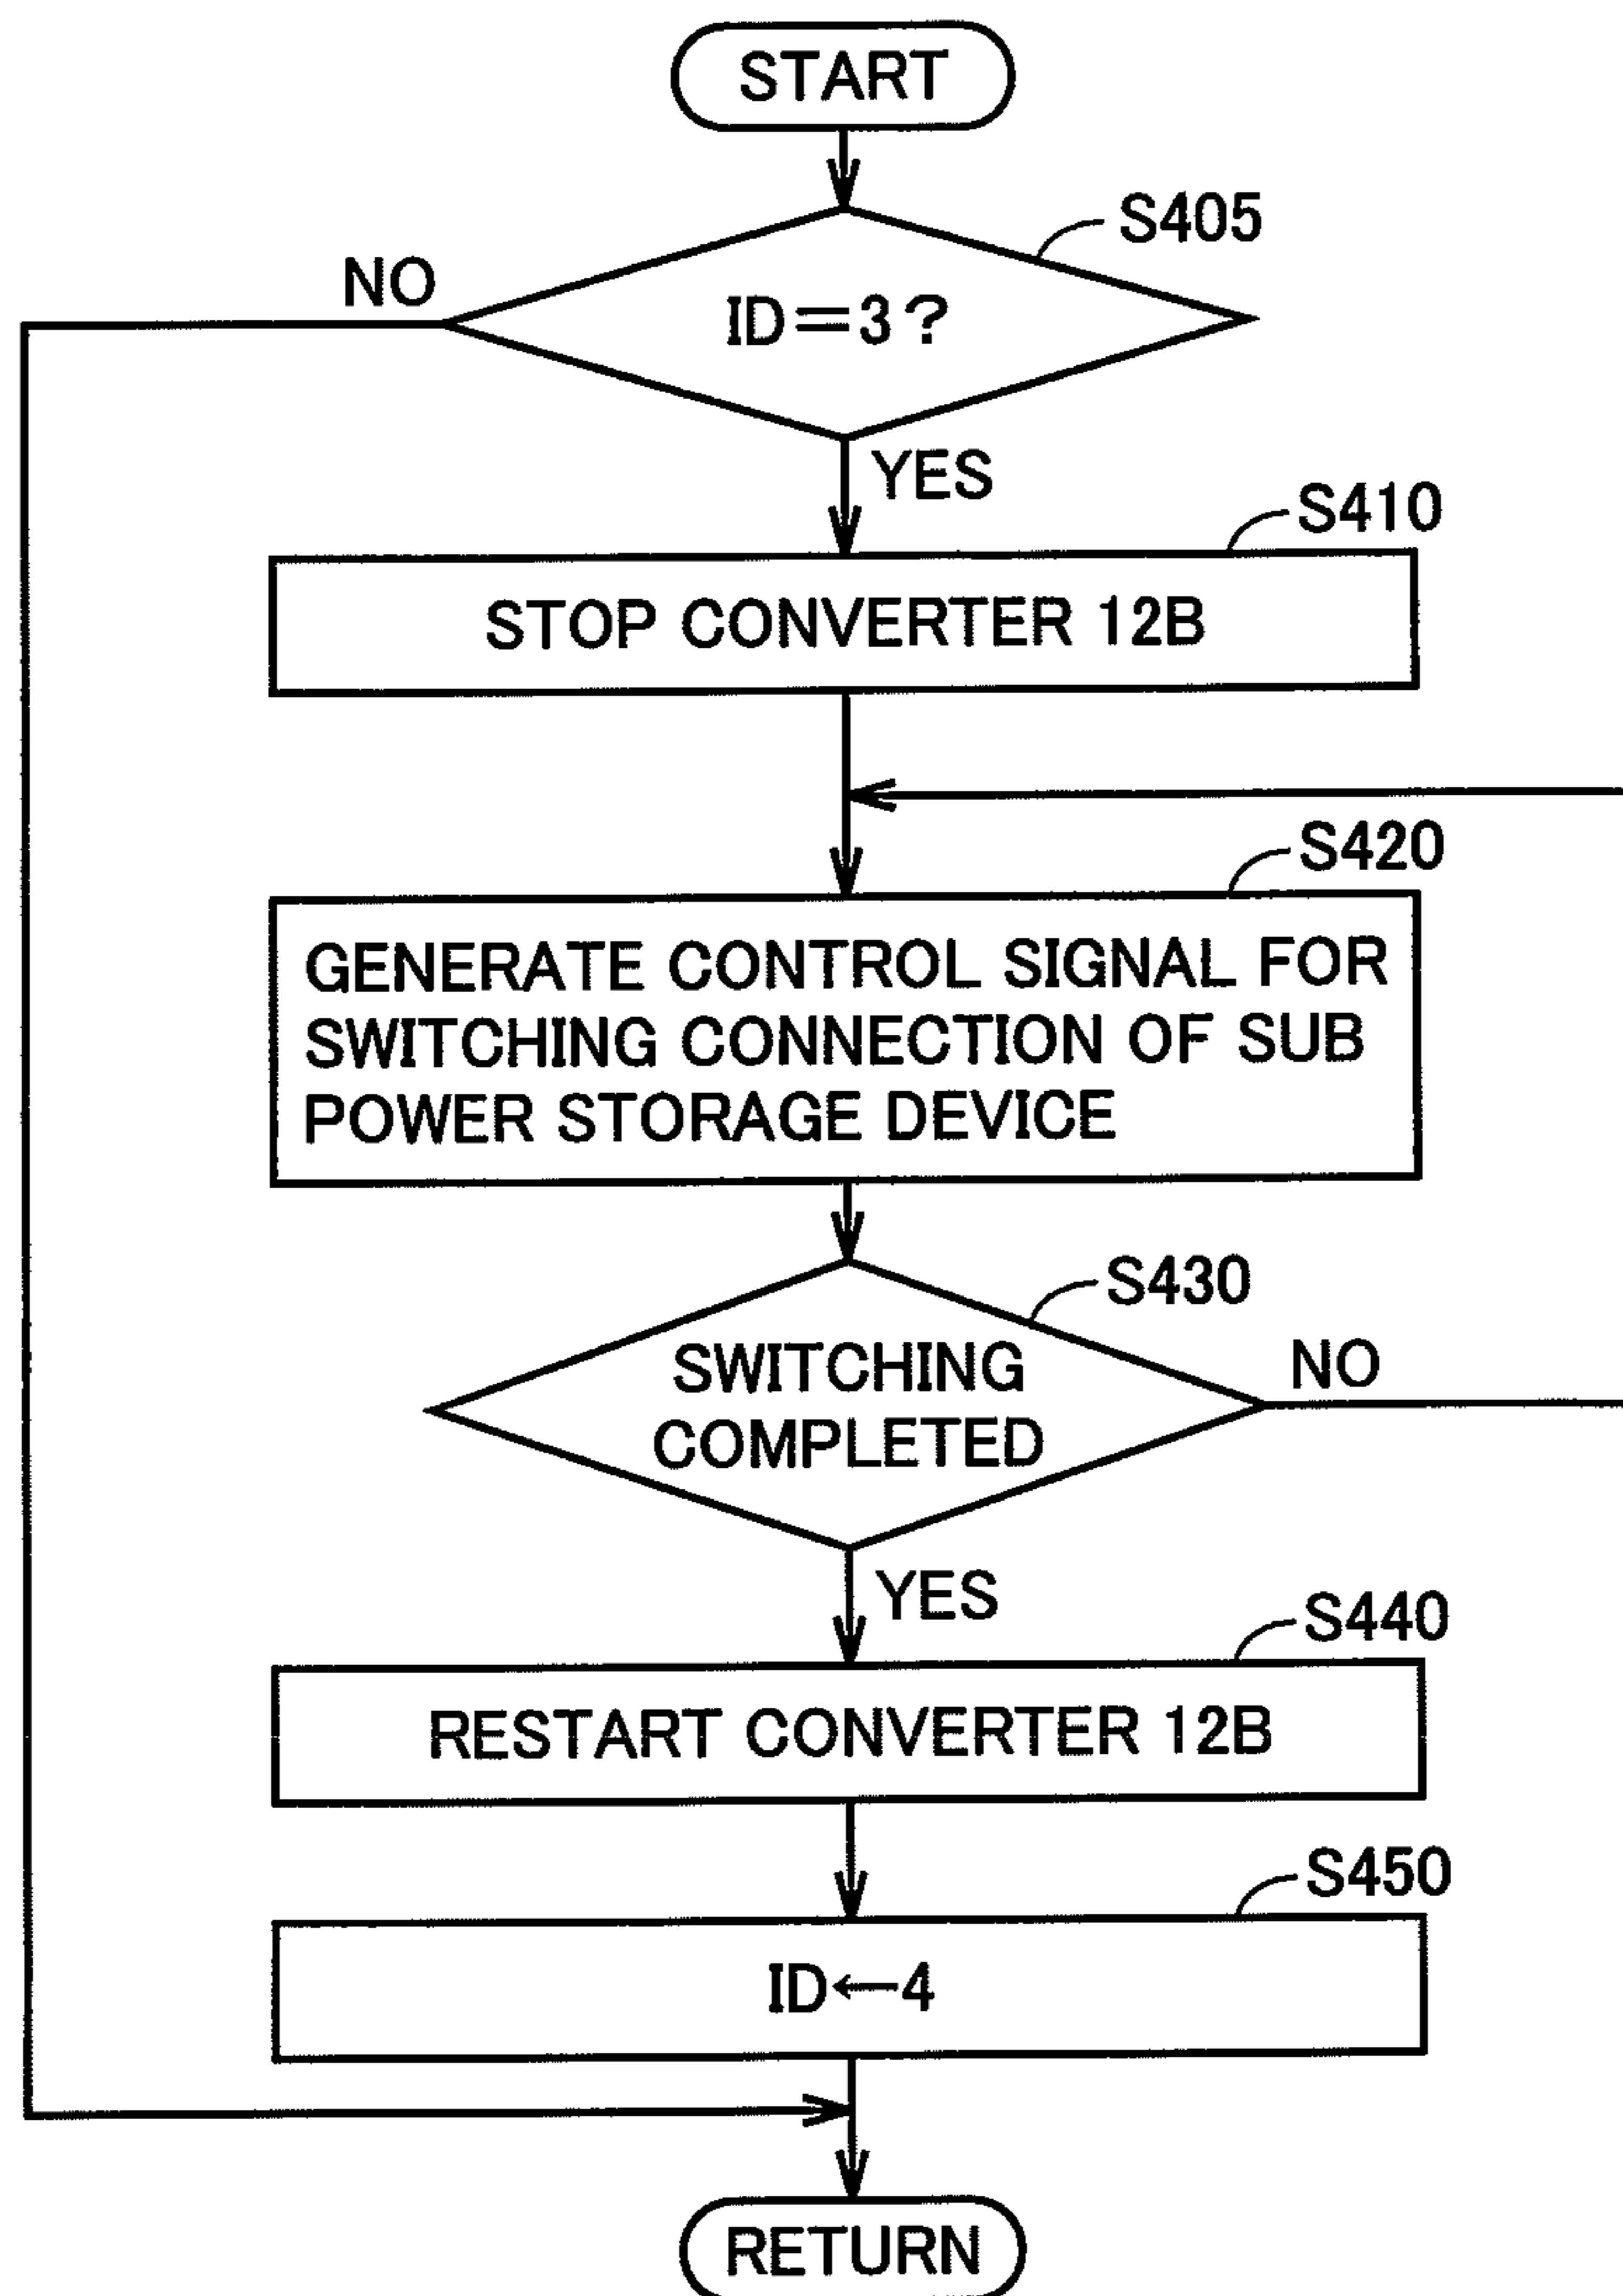 START
S405
NO
ID=3?
YES
S410
STOP CONVERTER 12B
S420
GENERATE CONTROL SIGNAL FOR
SWITCHING CONNECTION OF SUB
POWER STORAGE DEVICE
S430
SWITCHING
COMPLETED
NO
YES
S440
RESTART CONVERTER 12B
S450
ID←4
RETURN